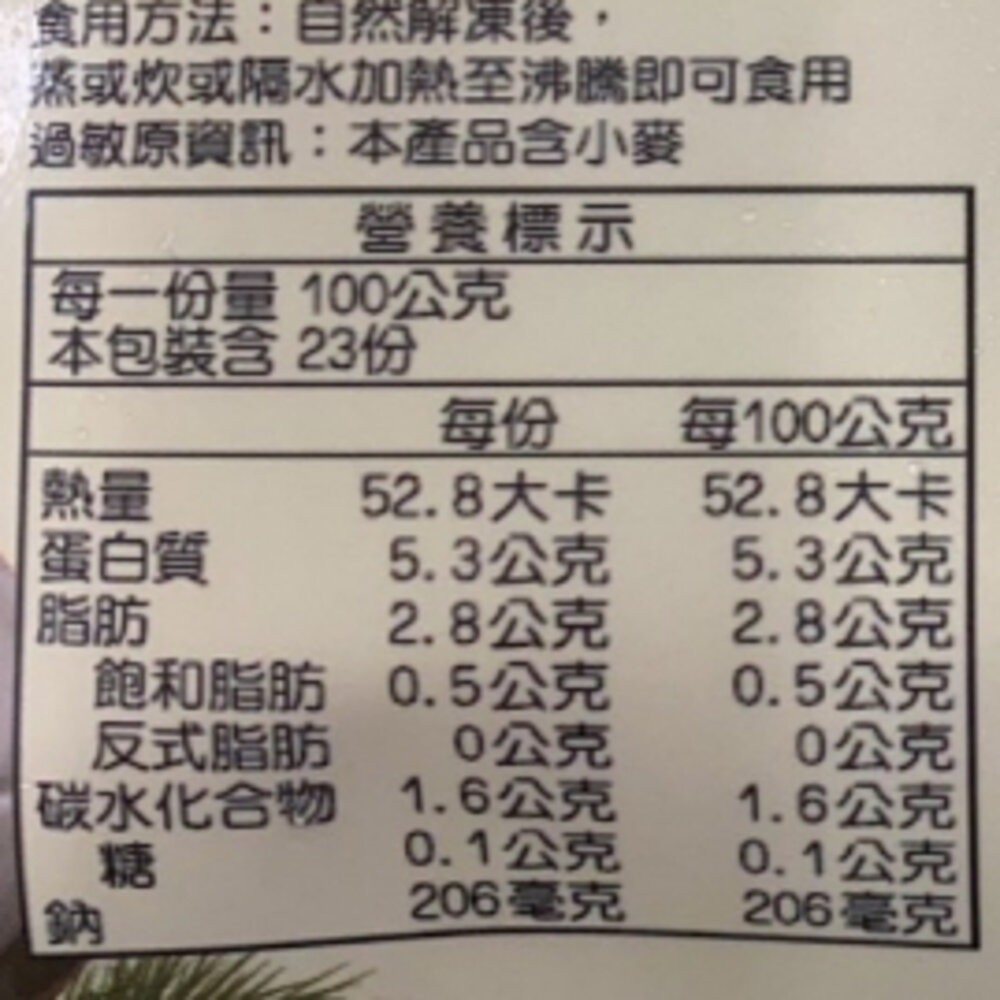 食用方法：自然解凍後，
蒸或炊或隔水加熱至沸騰即可食用
過敏原資訊：本產品含小麥
營養標示
每一份量 100公克
本包裝含 23份
每份 每100公克
熱量 52.8大卡 52.8大卡
蛋白質 5.3公克 5.3公克
脂肪 2.8公克 2.8公克
飽和脂肪 0.5公克 0.5公克
反式脂肪 0公克 0公克
碳水化合物 1.6公克 1.6公克
糖 0.1公克 0.1公克
鈉 206毫克 206毫克